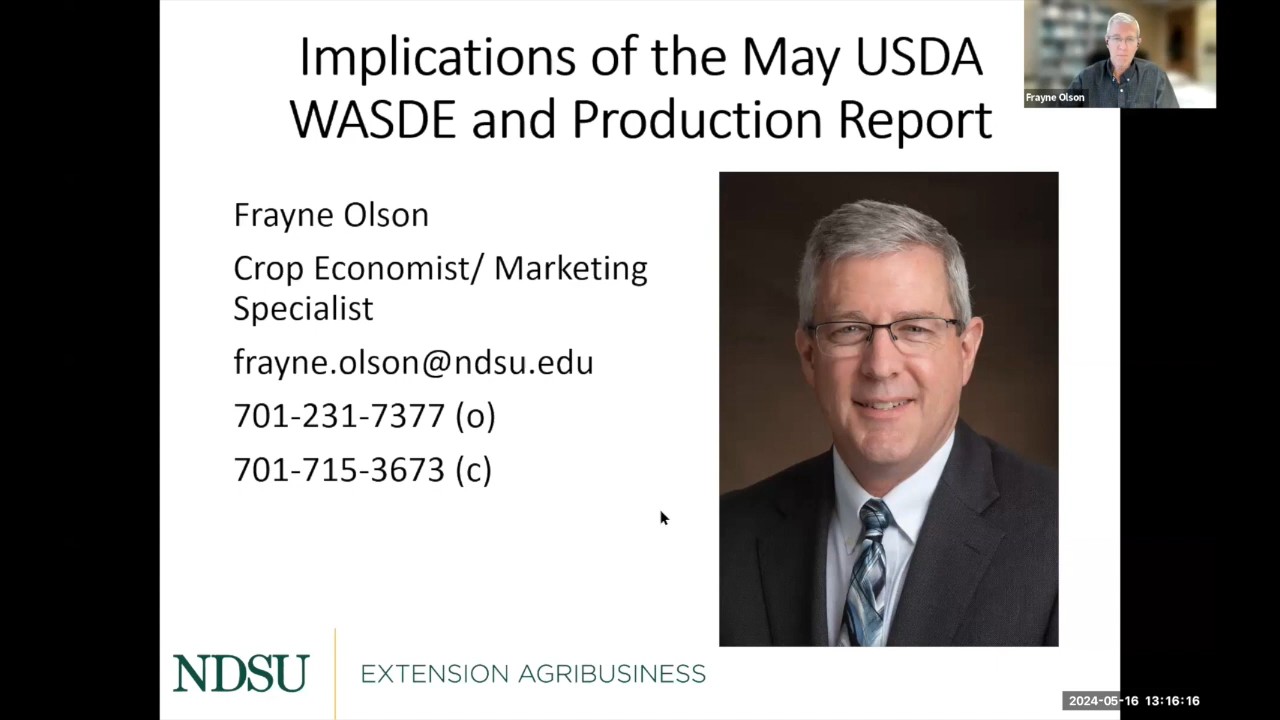 Implications of the May USDA
WASDE and Production Report
Frayne Olson
Frayne Olson
Crop Economist/ Marketing
Specialist
frayne.olson@ndsu.edu
701-231-7377 (o)
701-715-3673 (c)
NDSU
EXTENSION AGRIBUSINESS
2024-05-16 13:16:16